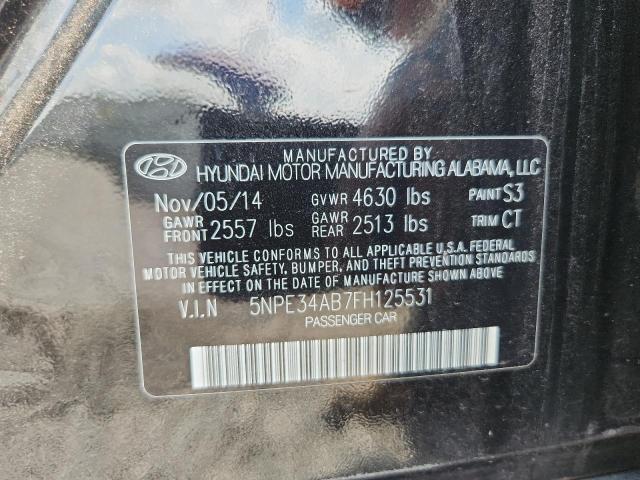 MANUFACTURED BY
HYUNDAI MOTOR MANUFACTURING ALABAMA, LLC
Nov/05/14 GVWR 4630 lbs PAINT S3
GAWR FRONT 2557 lbs GAWR REAR 2513 lbs TRIM CT
THIS VEHICLE CONFORMS TO ALL APPLICABLE U.S.A. FEDERAL
MOTOR VEHICLE SAFETY, BUMPER, AND THEFT PREVENTION STANDARDS
IN EFFECT ON THE DATE OF MANUFACTURE SHOWN ABOVE
V.I.N 5NPE34AB7FH125531
PASSENGER CAR